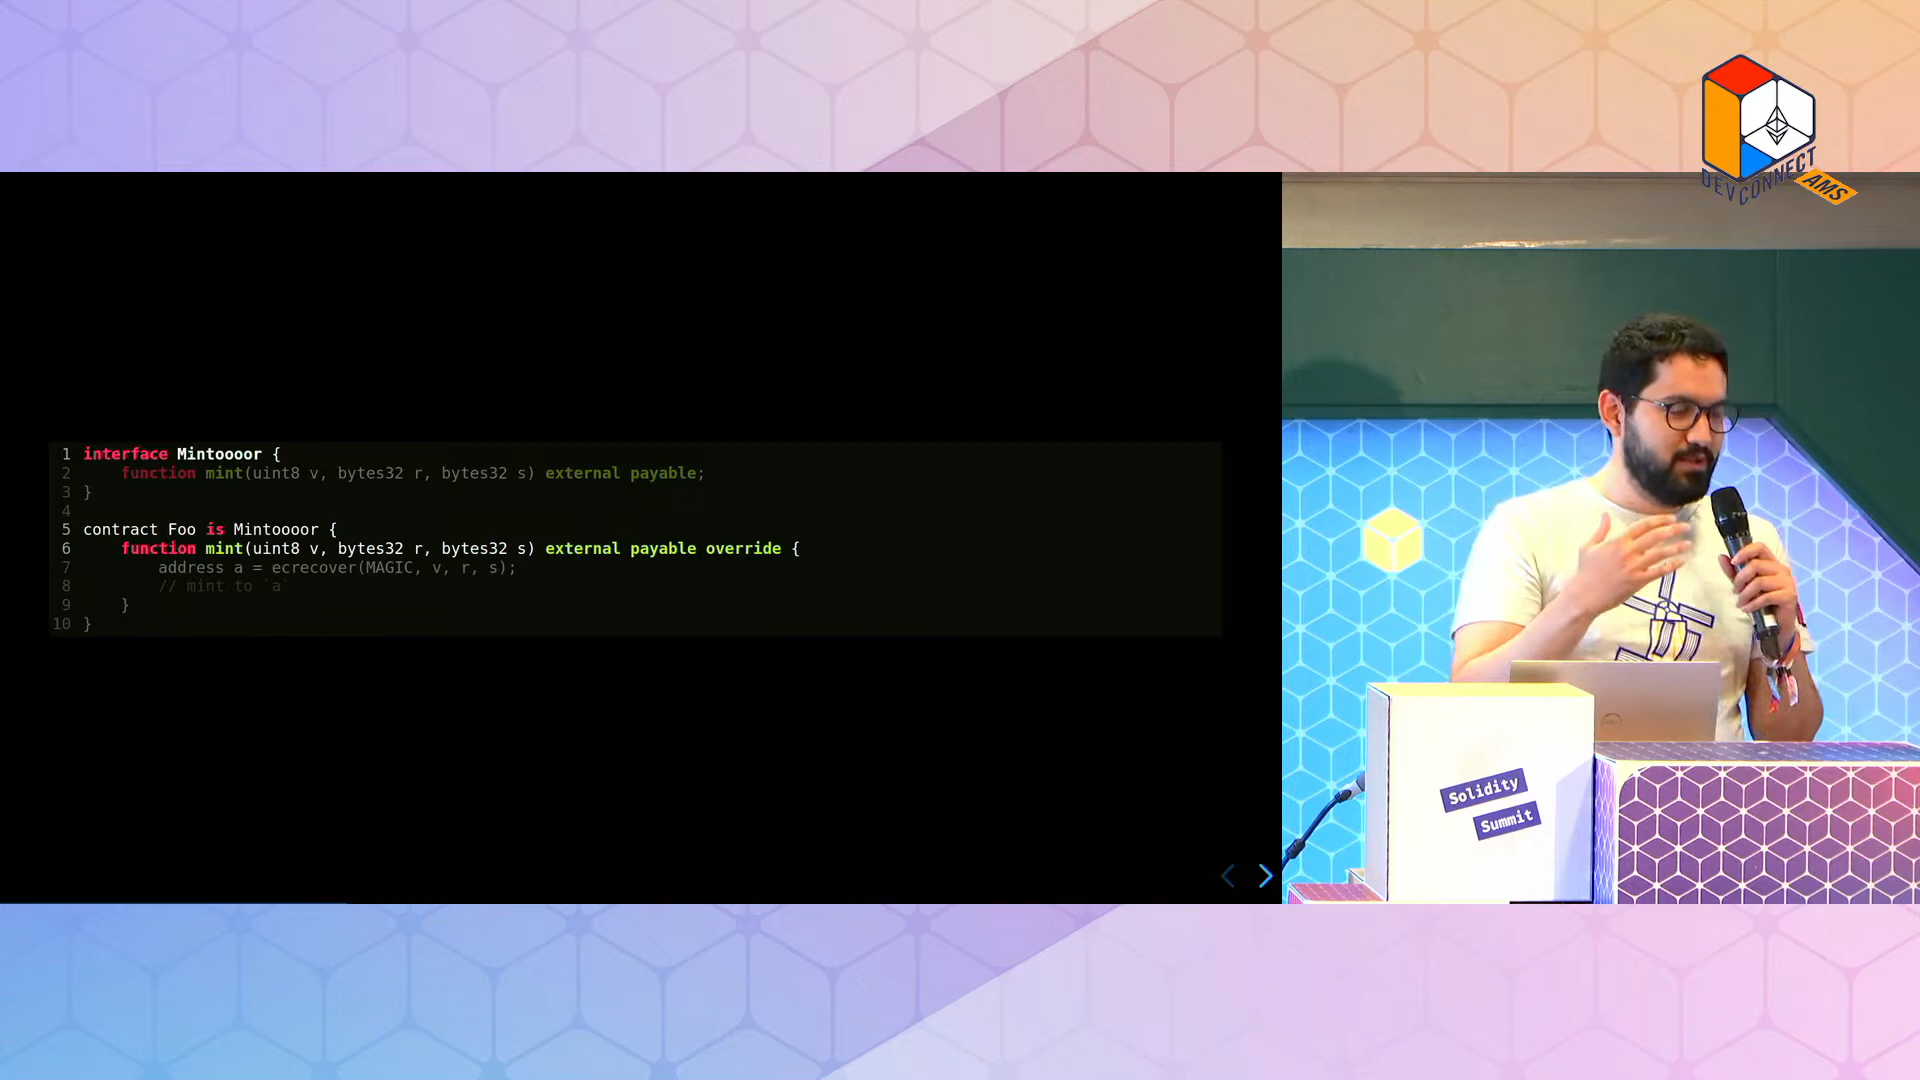 DEVCONNECT
AMS
1 interface Mintoooor {
2     function mint(uint8 v, bytes32 r, bytes32 s) external payable;
3 }
4
5 contract Foo is Mintoooor {
6     function mint(uint8 v, bytes32 r, bytes32 s) external payable override {
7         address a = ecrecover(MAGIC, v, r, s);
8         // mint to `a`
9     }
10 }
Solidity
Summit